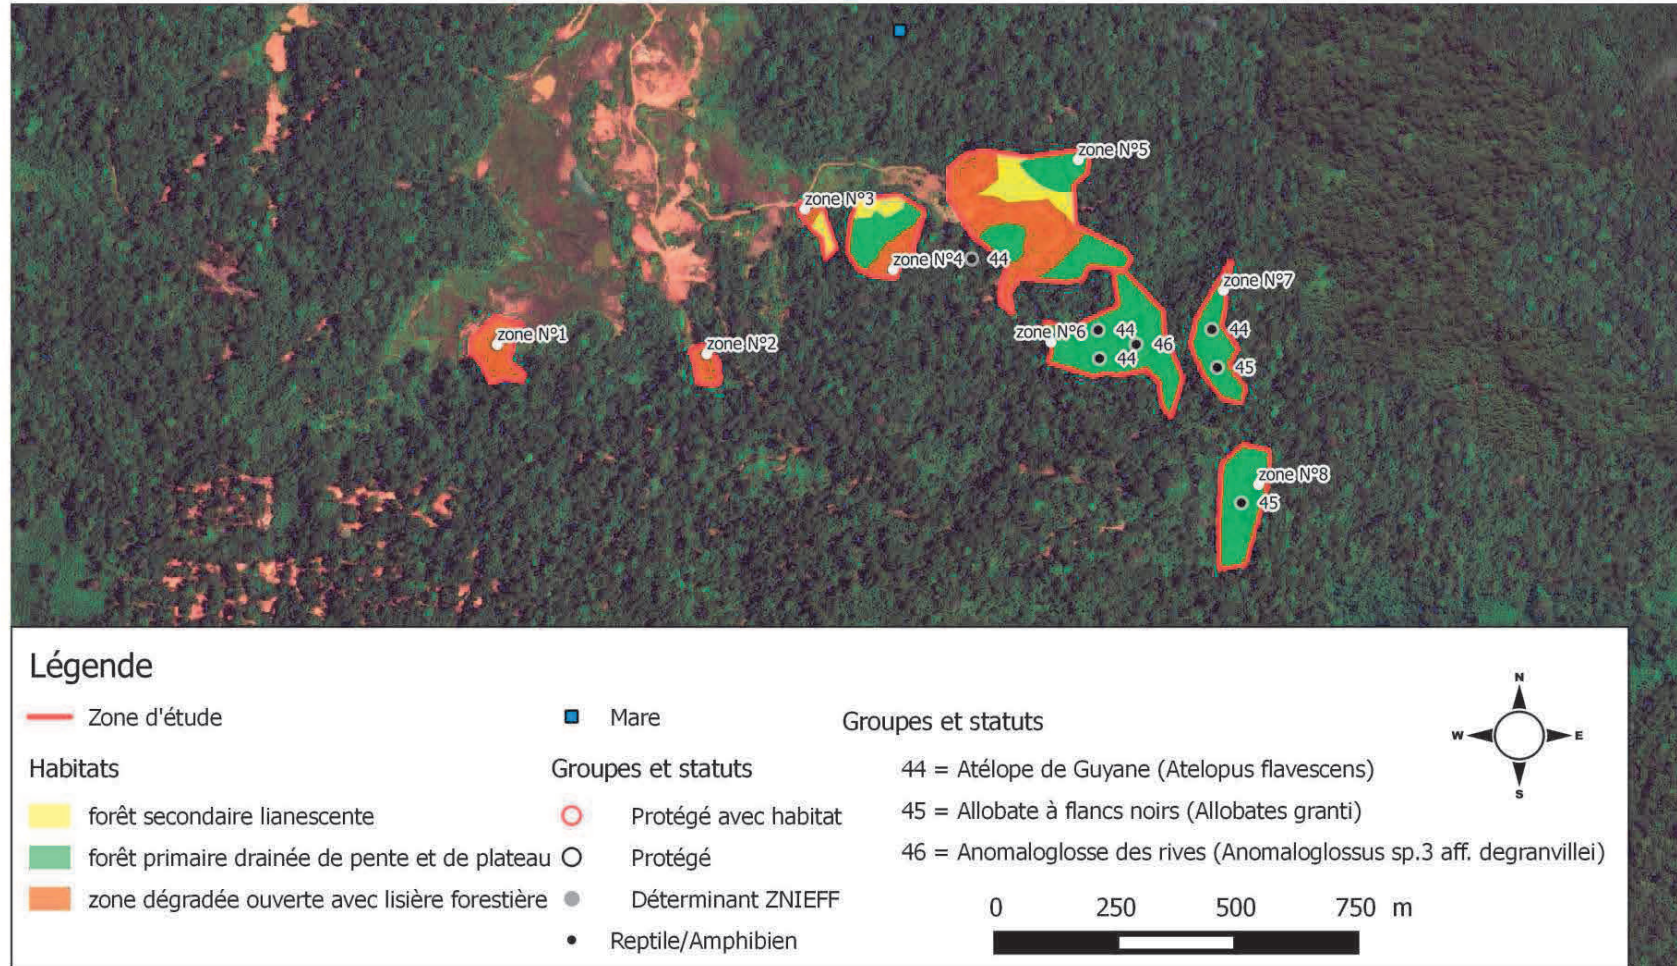 zone N°5
zone N°3
zone N°4
44
zone N°7
zone N°1
zone N°2
zone N°6
44
46
44
44
45
zone N°8
45
Légende
Zone d'étude
Habitats
forêt secondaire lianescente
forêt primaire drainée de pente et de plateau
zone dégradée ouverte avec lisière forestière
Mare
Groupes et statuts
Protégé avec habitat
Protégé
Déterminant ZNIEFF
Reptile/Amphibien
Groupes et statuts
44 = Atélope de Guyane (Atelopus flavescens)
45 = Allobate à flancs noirs (Allobates granti)
46 = Anomaloglosse des rives (Anomaloglossus sp.3 aff. degranvillei)
N
W E
S
0 250 500 750 m